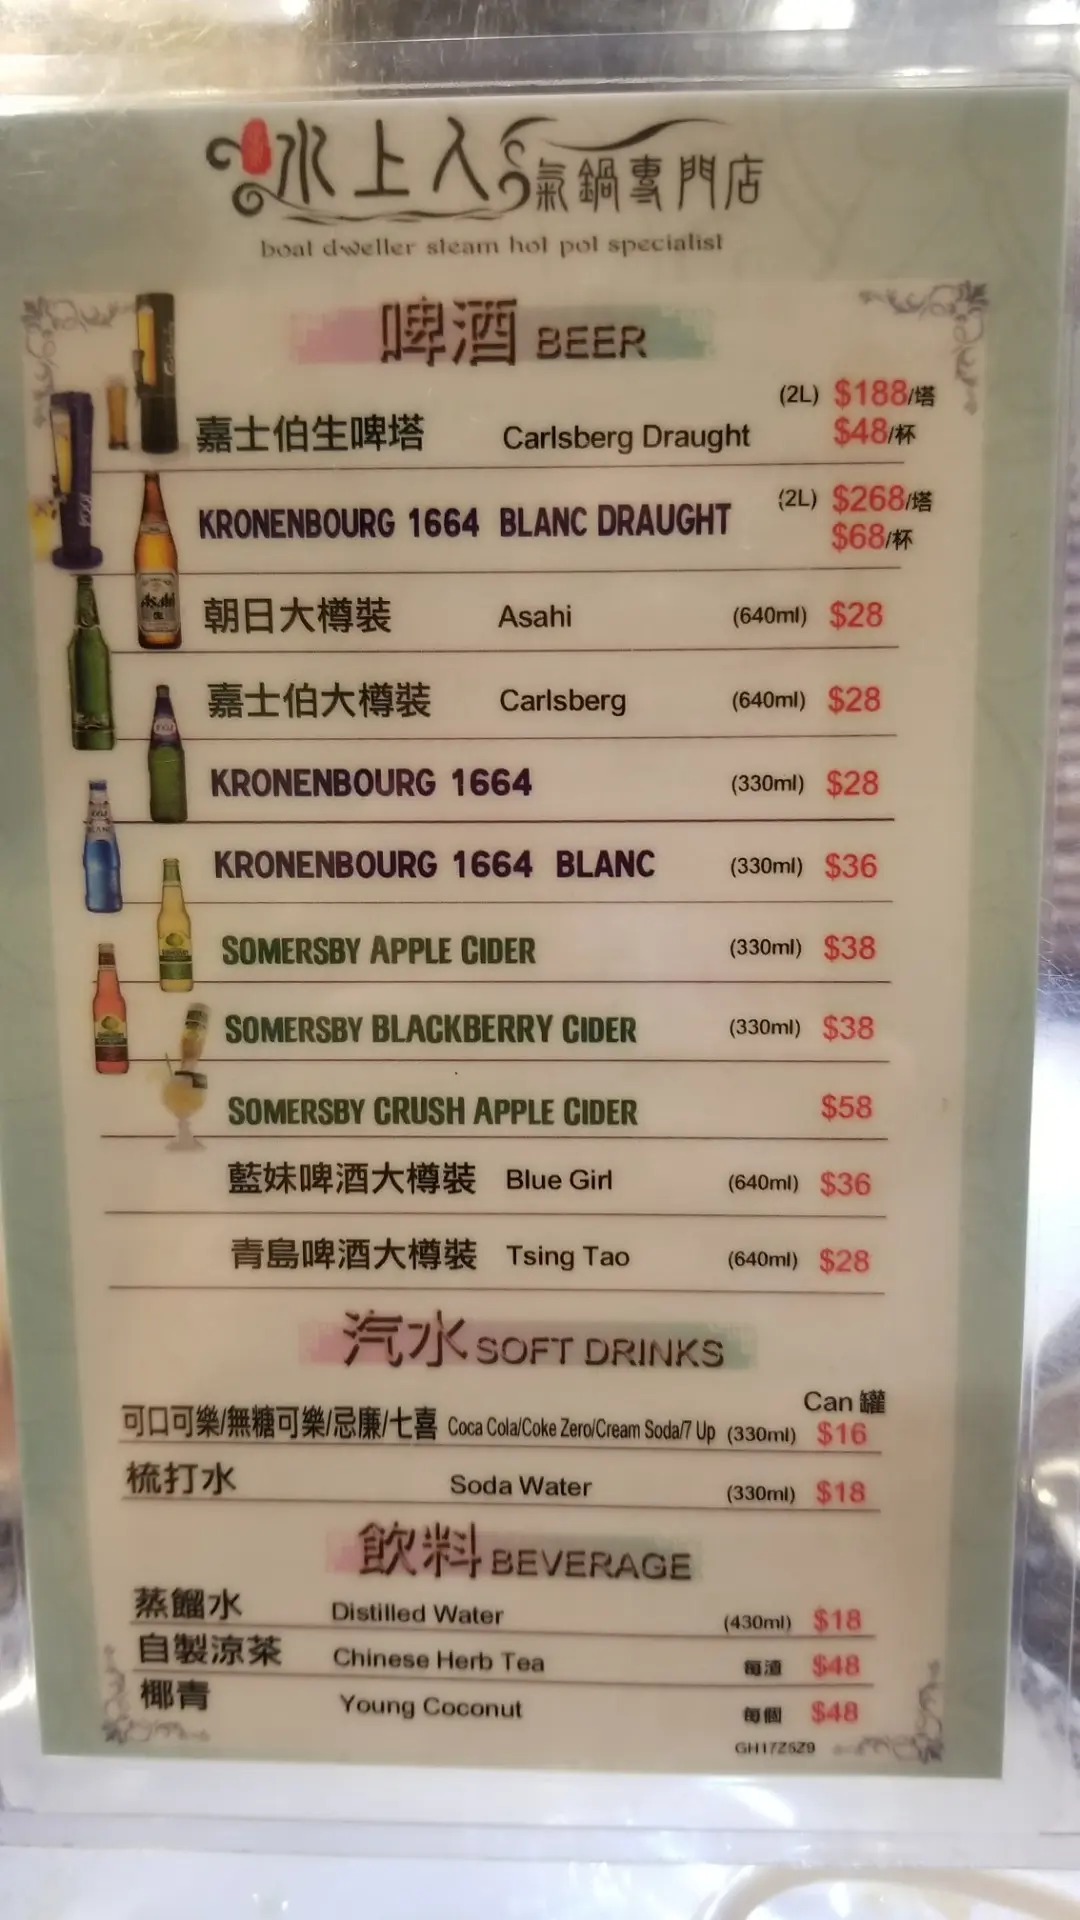 水上人蒸氣鍋專門店
boat dweller steam hot pot specialist
啤酒 BEER
嘉士伯生啤塔 Carlsberg Draught (2L) $188/塔
$48/杯
KRONENBOURG 1664 BLANC DRAUGHT (2L) $268/塔
$68/杯
朝日大樽裝 Asahi (640ml) $28
嘉士伯大樽裝 Carlsberg (640ml) $28
KRONENBOURG 1664 (330ml) $28
KRONENBOURG 1664 BLANC (330ml) $36
SOMERSBY APPLE CIDER (330ml) $38
SOMERSBY BLACKBERRY CIDER (330ml) $38
SOMERSBY CRUSH APPLE CIDER $58
藍妹啤酒大樽裝 Blue Girl (640ml) $36
青島啤酒大樽裝 Tsing Tao (640ml) $28
汽水 SOFT DRINKS
Can 罐
可口可樂/無糖可樂/忌廉/七喜 Coca Cola/Coke Zero/Cream Soda/7 Up (330ml) $16
梳打水 Soda Water (330ml) $18
飲料 BEVERAGE
蒸餾水 Distilled Water (430ml) $18
自製涼茶 Chinese Herb Tea 每渣 $48
椰青 Young Coconut 每個 $48
GH17Z5Z9